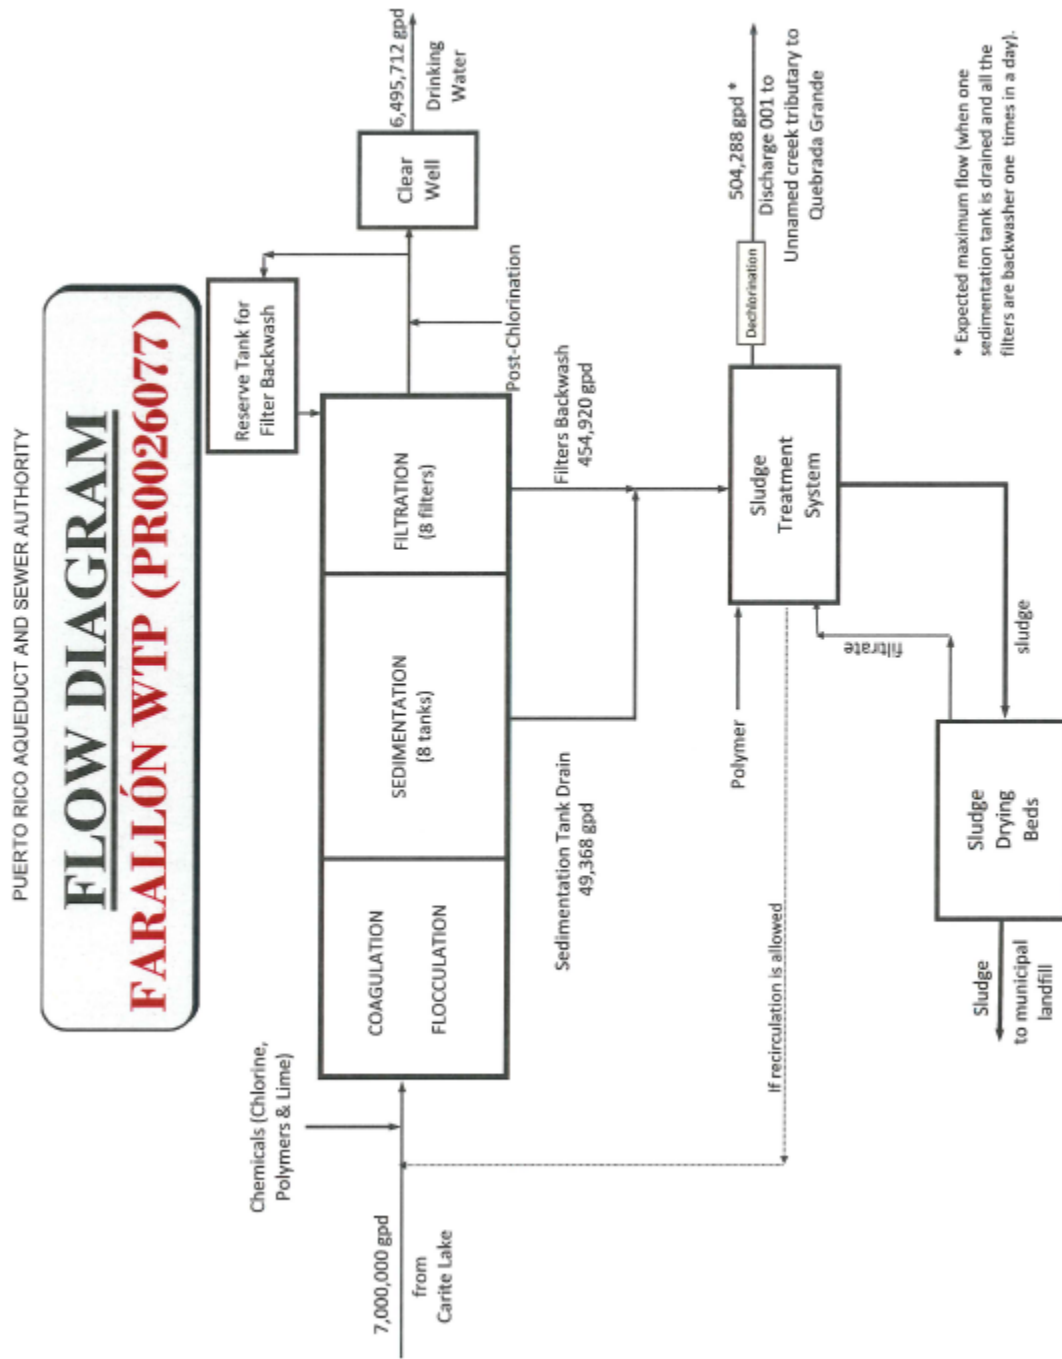 PUERTO RICO AQUEDUCT AND SEWER AUTHORITY
FLOW DIAGRAM
FARALLÓN WTP (PR0026077)
Chemicals (Chlorine,
Polymers & Lime)
7,000,000 gpd
from
Carite Lake
COAGULATION
FLOCCULATION
SEDIMENTATION
(8 tanks)
FILTRATION
(8 filters)
Reserve Tank for
Filter Backwash
Post-Chlorination
Clear
Well
6,495,712 gpd
Drinking
Water
Sedimentation Tank Drain
49,368 gpd
Filters Backwash
454,920 gpd
If recirculation is allowed
Polymer
Sludge
Treatment
System
Dechlorination
504,288 gpd *
Discharge 001 to
Unnamed creek tributary to
Quebrada Grande
filtrate
sludge
Sludge
Drying
Beds
Sludge
to municipal
landfill
* Expected maximum flow (when one
sedimentation tank is drained and all the
filters are backwasher one times in a day).